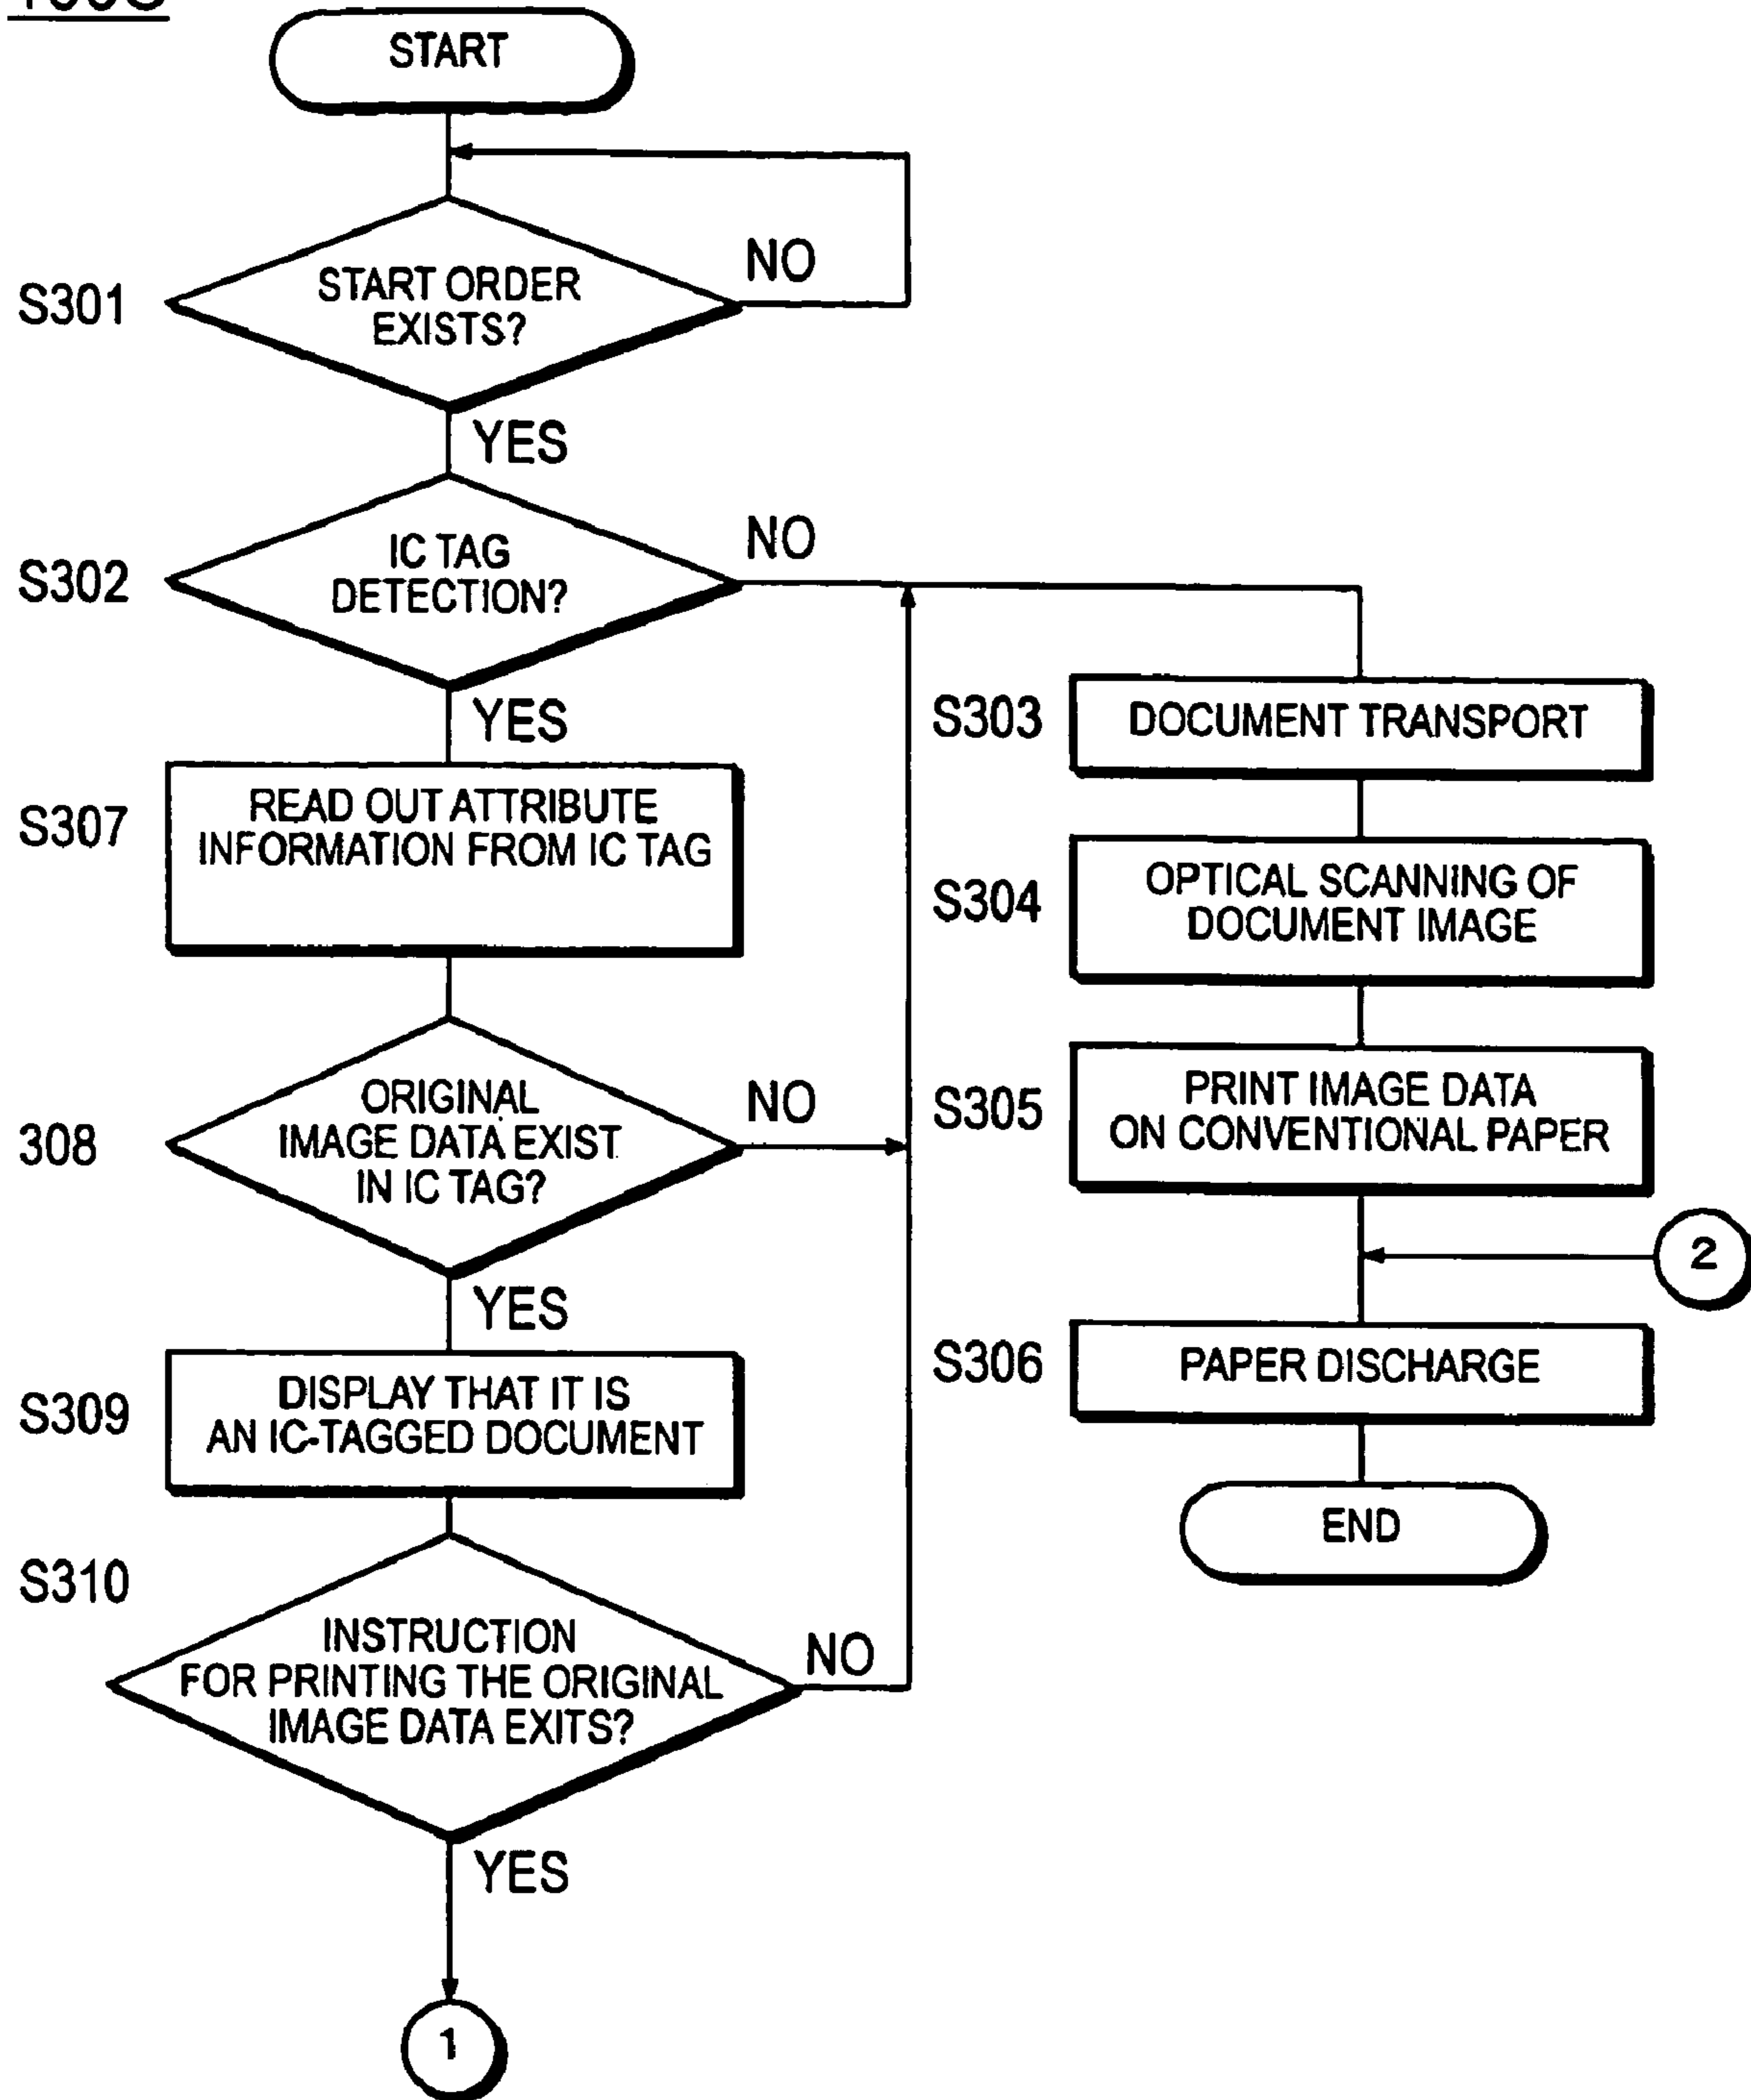 START
S301
START ORDER
EXISTS?
NO
YES
S302
IC TAG
DETECTION?
NO
YES
S307
READ OUT ATTRIBUTE
INFORMATION FROM IC TAG
308
ORIGINAL
IMAGE DATA EXIST
IN IC TAG?
NO
YES
S309
DISPLAY THAT IT IS
AN IC-TAGGED DOCUMENT
S310
INSTRUCTION
FOR PRINTING THE ORIGINAL
IMAGE DATA EXITS?
NO
YES
1
S303
DOCUMENT TRANSPORT
S304
OPTICAL SCANNING OF
DOCUMENT IMAGE
S305
PRINT IMAGE DATA
ON CONVENTIONAL PAPER
2
S306
PAPER DISCHARGE
END